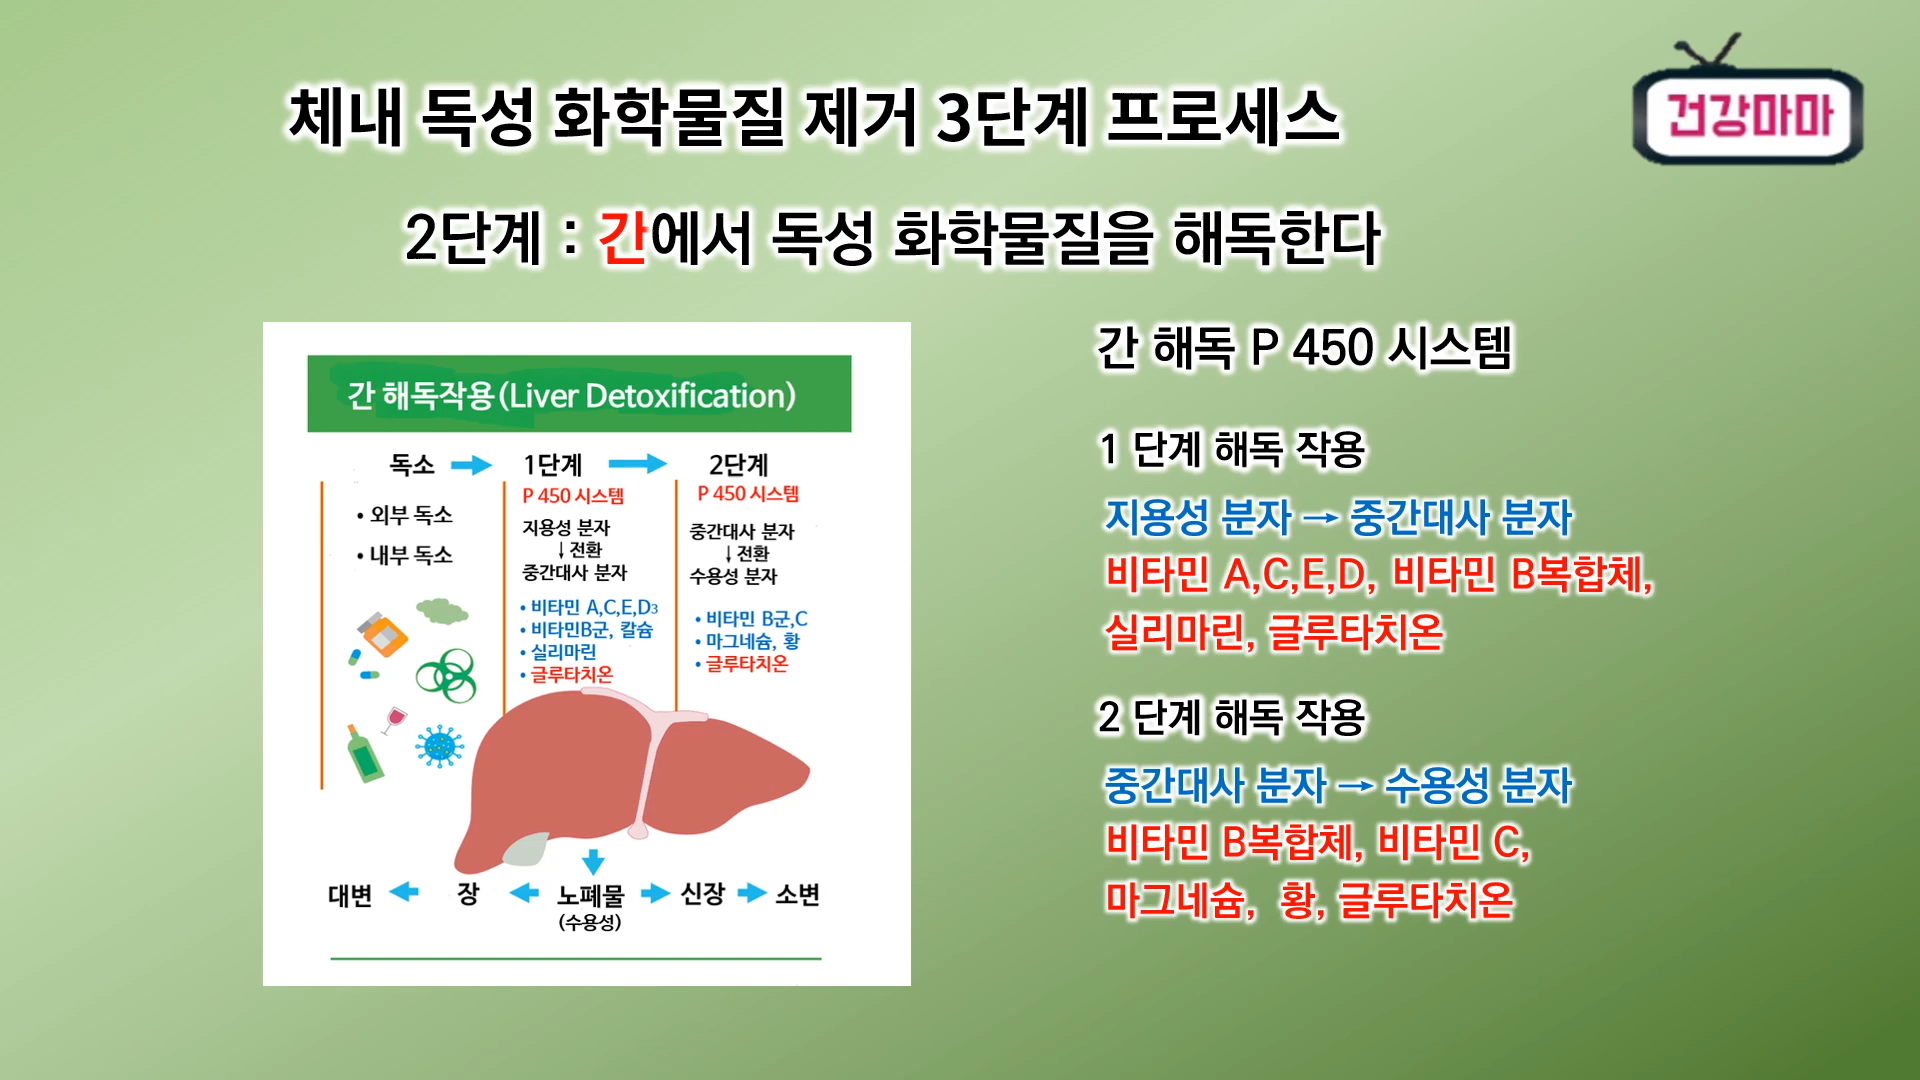 체내 독성 화학물질 제거 3단계 프로세스
건강마마
2단계 : 간에서 독성 화학물질을 해독한다
간 해독작용(Liver Detoxification)
독소 → 1단계 → 2단계
• 외부 독소
• 내부 독소
P 450 시스템
지용성 분자
↓전환
중간대사 분자
• 비타민 A,C,E,D3
• 비타민B군, 칼슘
• 실리마린
• 글루타치온
P 450 시스템
중간대사 분자
↓전환
수용성 분자
• 비타민 B군,C
• 마그네슘, 황
• 글루타치온
대변 ← 장 ← 노폐물 → 신장 → 소변
(수용성)
간 해독 P 450 시스템
1 단계 해독 작용
지용성 분자 → 중간대사 분자
비타민 A,C,E,D, 비타민 B복합체,
실리마린, 글루타치온
2 단계 해독 작용
중간대사 분자 → 수용성 분자
비타민 B복합체, 비타민 C,
마그네슘, 황, 글루타치온